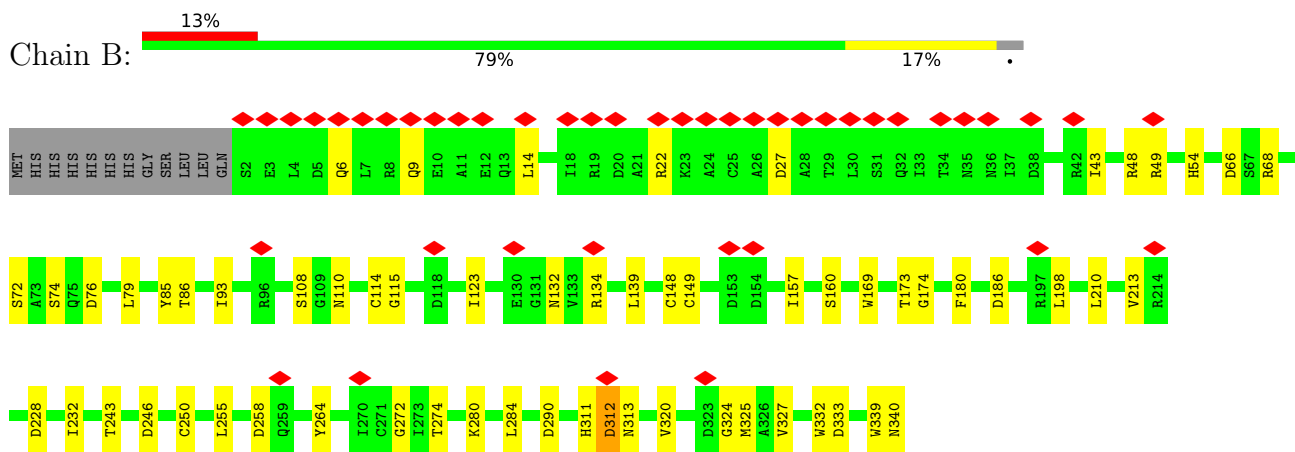 13%
Chain B:
79% 17% •
MET HIS HIS HIS HIS HIS HIS GLY SER LEU LEU GLN S2 E3 L4 D5 Q6 L7 R8 Q9 E10 A11 E12 Q13 L14 I18 R19 D20 A21 R22 K23 A24 C25 A26 D27 A28 T29 L30 S31 Q32 I33 T34 N35 N36 I37 D38 R42 I43 R48 R49 H54 D66 S67 R68
S72 A73 S74 Q75 D76 L79 Y85 T86 I93 R96 S108 G109 N110 G114 G115 D118 I123 E130 G131 N132 V133 R134 L139 C148 C149 D153 D154 I157 S160 W169 T173 G174 F180 D186 R197 L198 L210 V213 R214
D228 I232 T243 D246 C250 L255 D258 Q259 Y264 I270 C271 G272 I273 T274 K280 L284 D290 H311 D312 N313 V320 D323 G324 M325 A326 V327 W332 D333 W339 N340